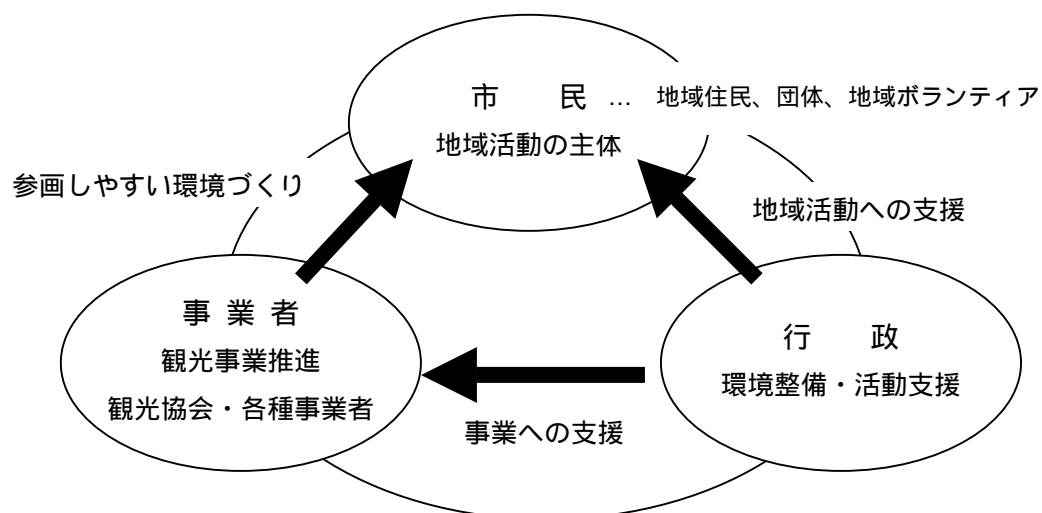 市　　民 … 地域住民、団体、地域ボランティア
地域活動の主体
参画しやすい環境づくり
地域活動への支援
事 業 者
観光事業推進
観光協会・各種事業者
行　　政
環境整備・活動支援
事業への支援